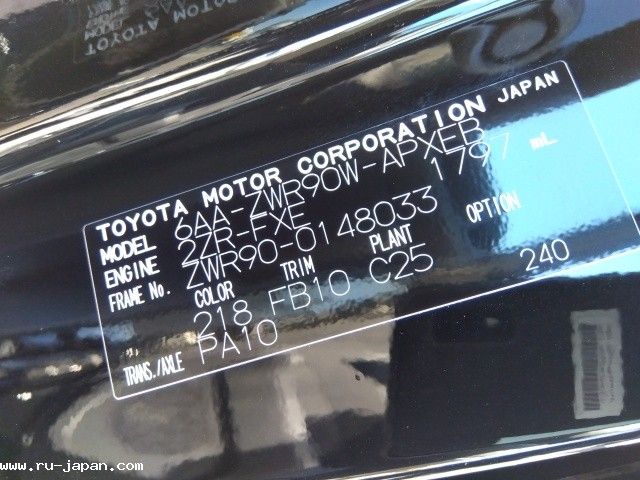 TOYOTA MOTOR CORPORATION JAPAN
MODEL 6AA-ZWR90W-APXEB
ENGINE 2ZR-FXE 1797 mL
FRAME No. ZWR90-0148033
COLOR TRIM PLANT OPTION
218 FB10 C25 240
TRANS./AXLE PA10
www.ru-japan.com